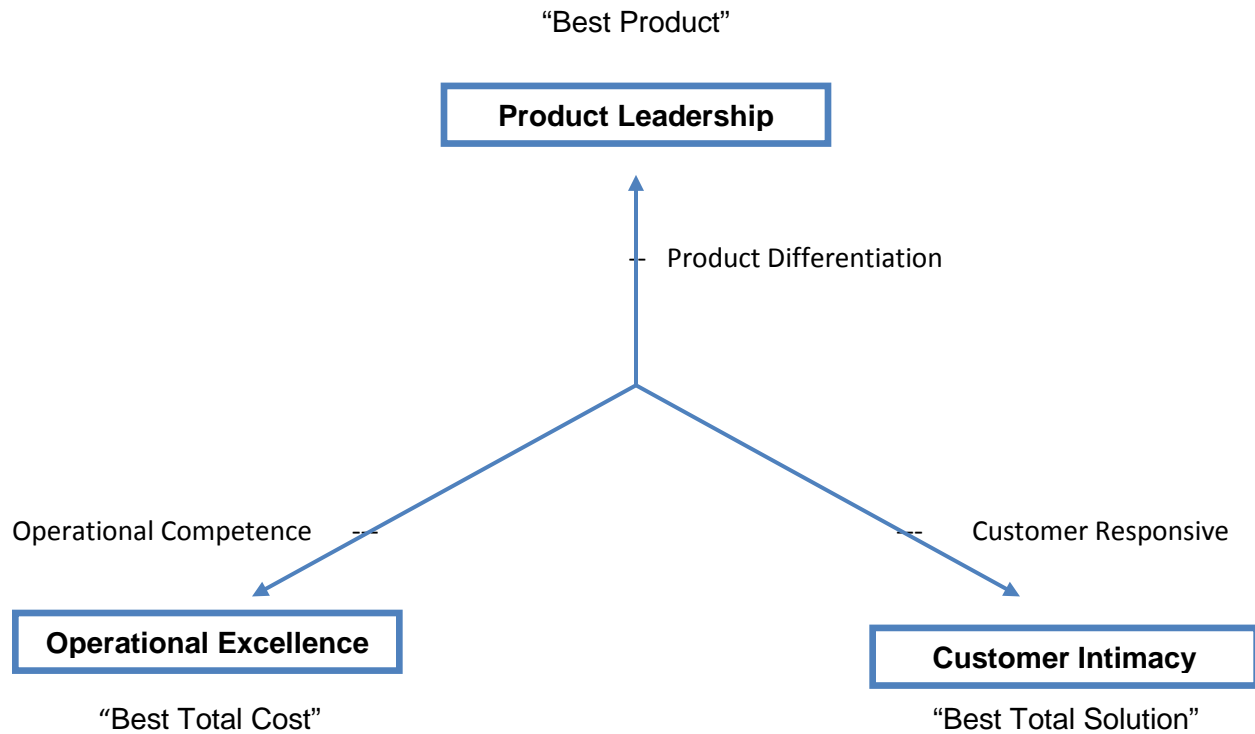 “Best Product”
Product Leadership
Product Differentiation
Operational Competence
Customer Responsive
Operational Excellence
Customer Intimacy
“Best Total Cost”
“Best Total Solution”